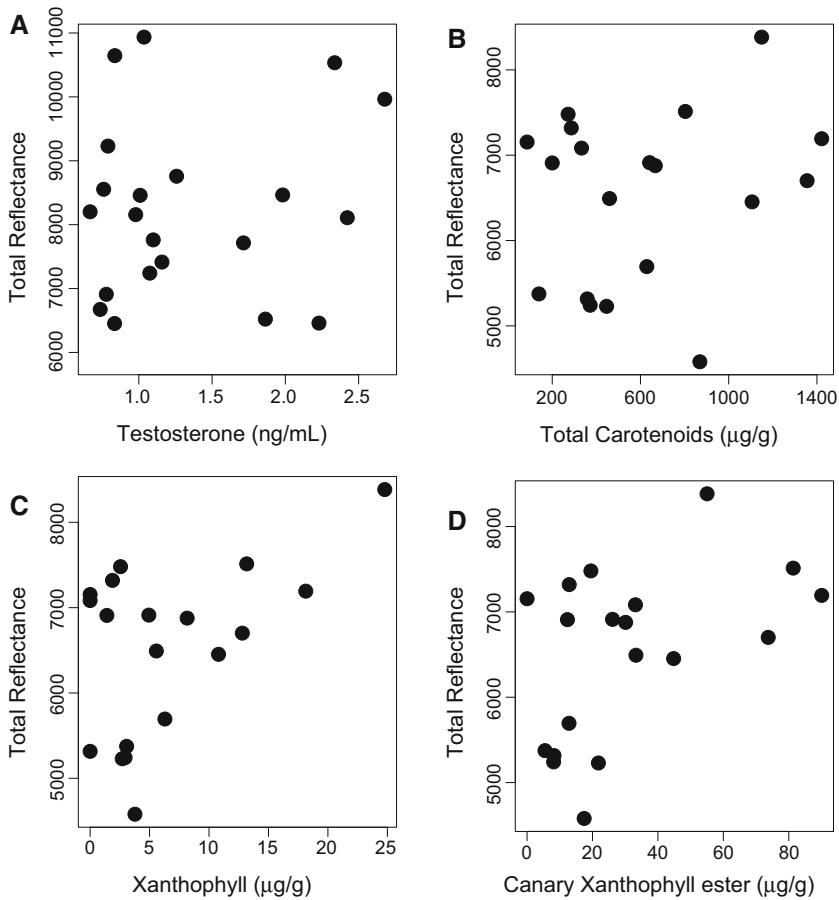 A
Total Reflectance
11000
10000
9000
8000
7000
6000
1.0 1.5 2.0 2.5
Testosterone (ng/mL)
B
Total Reflectance
8000
7000
6000
5000
200 600 1000 1400
Total Carotenoids (μg/g)
C
Total Reflectance
8000
7000
6000
5000
0 5 10 15 20 25
Xanthophyll (μg/g)
D
Total Reflectance
8000
7000
6000
5000
0 20 40 60 80
Canary Xanthophyll ester (μg/g)